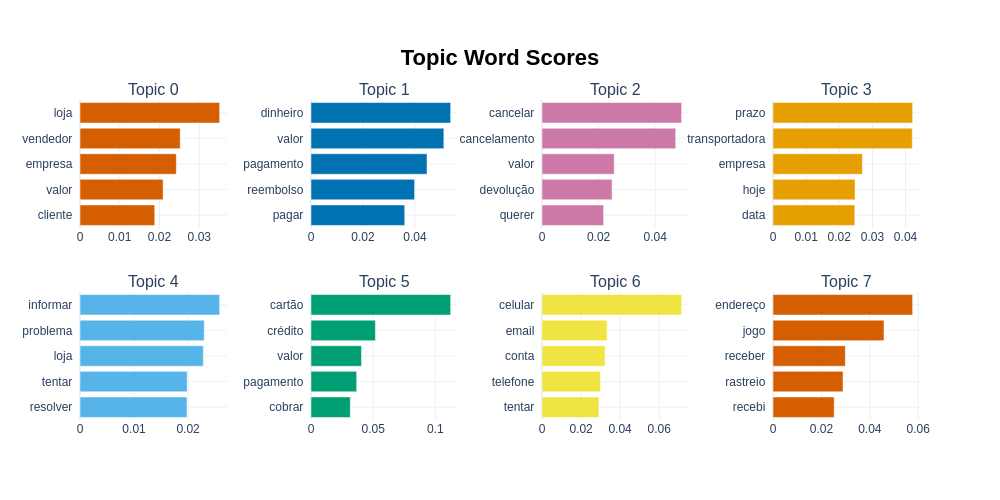 Topic Word Scores
Topic 0
loja
vendedor
empresa
valor
cliente
0 0.01 0.02 0.03
Topic 1
dinheiro
valor
pagamento
reembolso
pagar
0 0.02 0.04
Topic 2
cancelar
cancelamento
valor
devolução
querer
0 0.02 0.04
Topic 3
prazo
transportadora
empresa
hoje
data
0 0.01 0.02 0.03 0.04
Topic 4
informar
problema
loja
tentar
resolver
0 0.01 0.02
Topic 5
cartão
crédito
valor
pagamento
cobrar
0 0.05 0.1
Topic 6
celular
email
conta
telefone
tentar
0 0.02 0.04 0.06
Topic 7
endereço
jogo
receber
rastreio
recebi
0 0.02 0.04 0.06